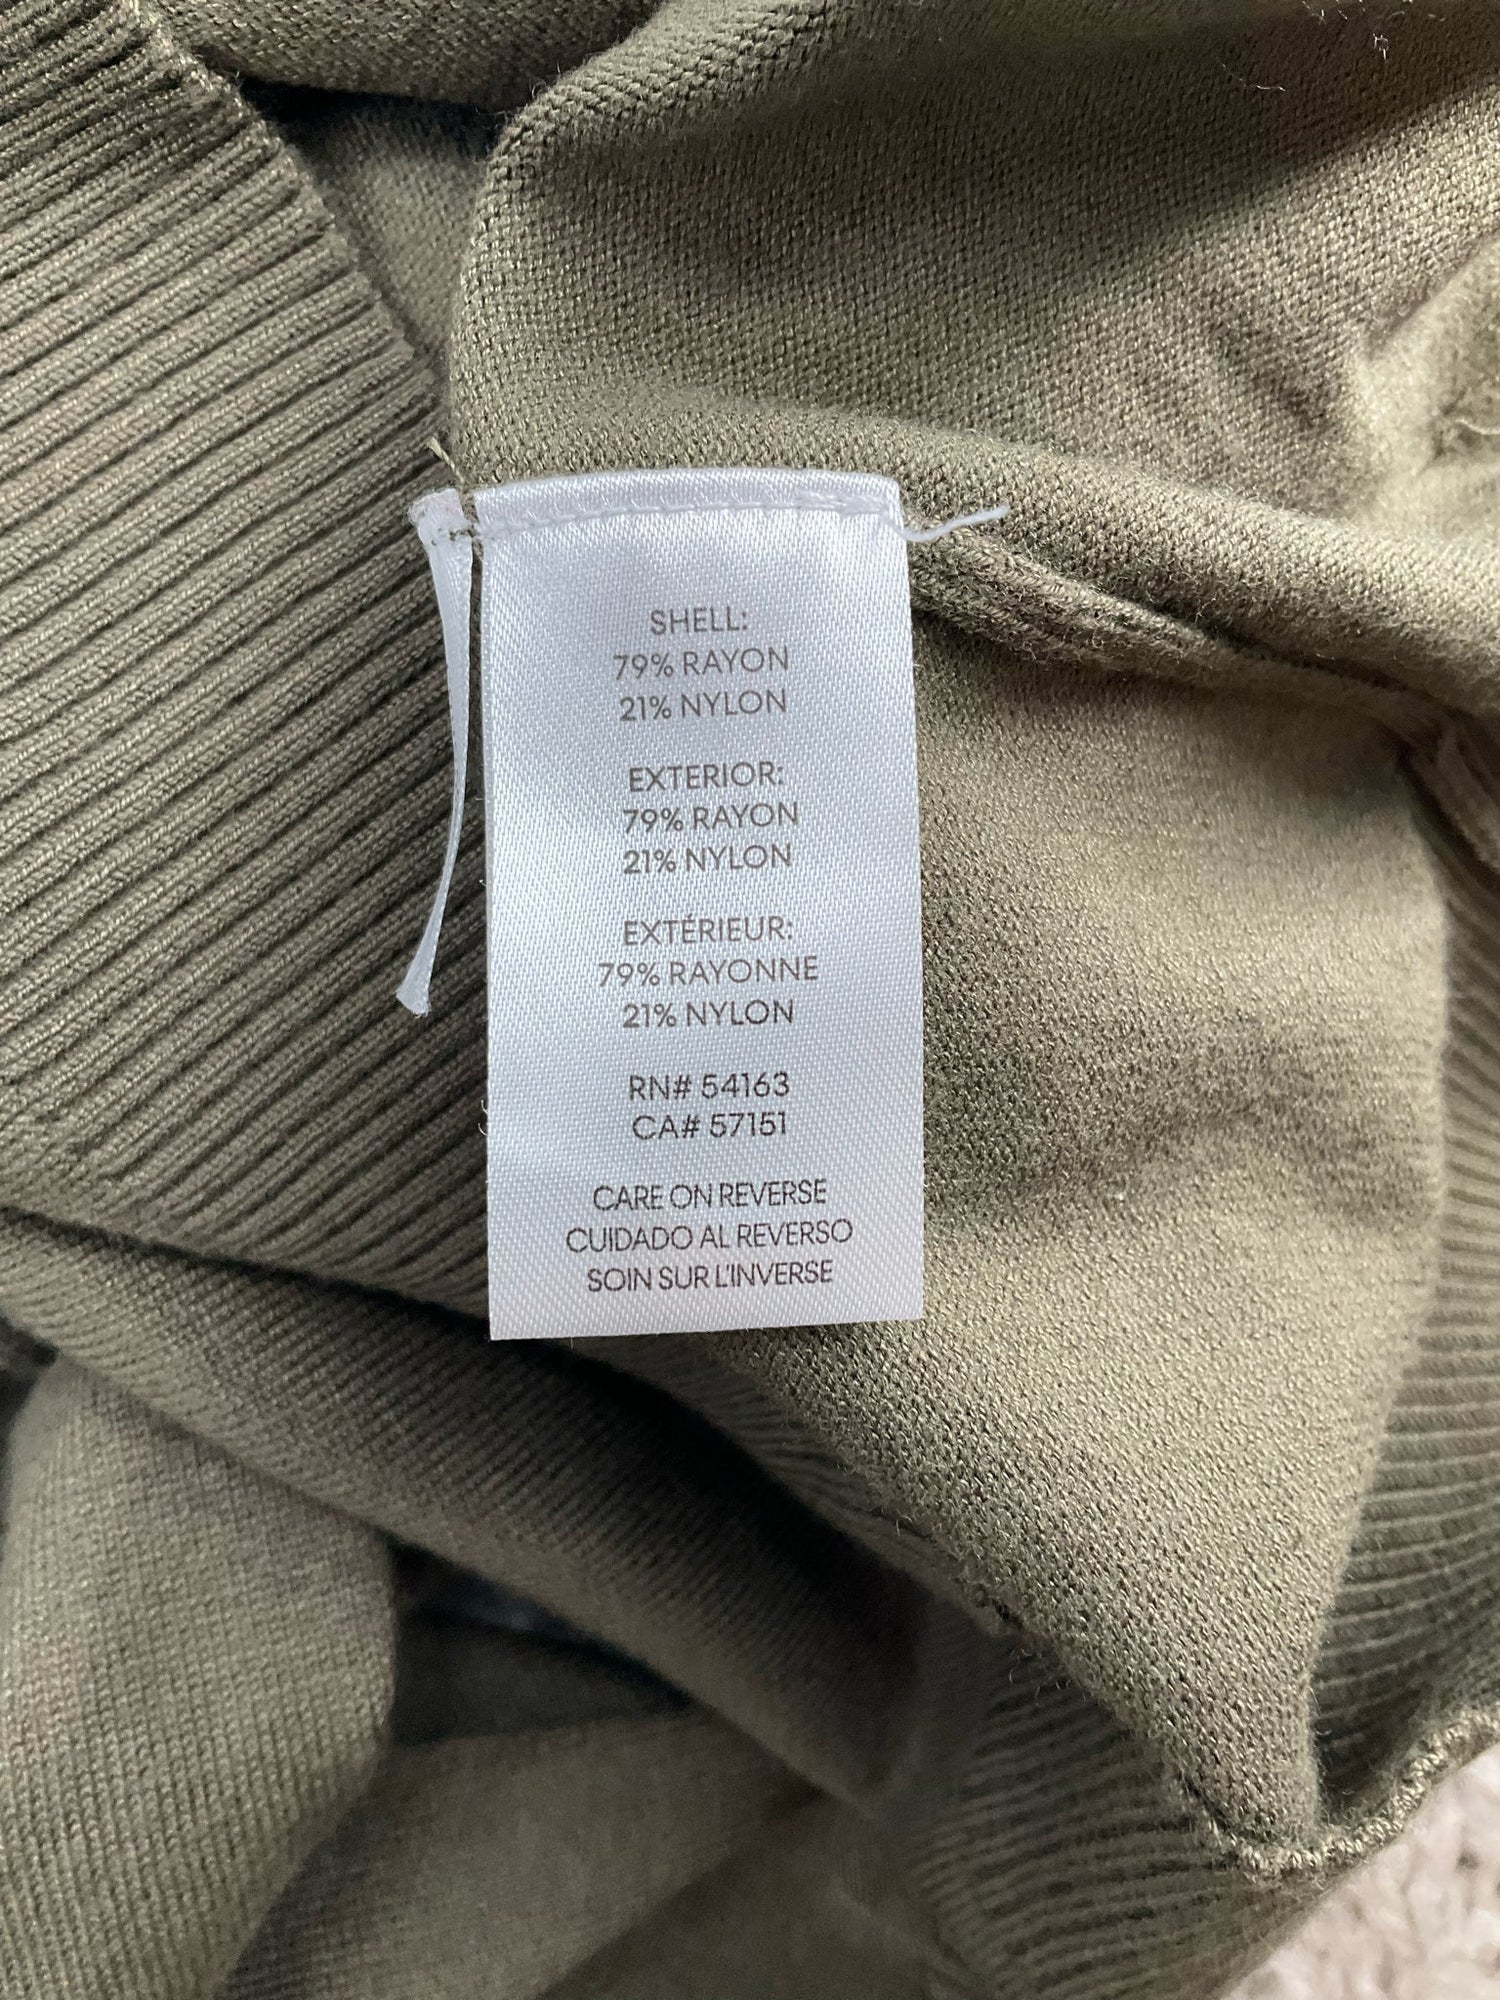 SHELL:
79% RAYON
21% NYLON
EXTERIOR:
79% RAYON
21% NYLON
EXTÉRIEUR:
79% RAYONNE
21% NYLON
RN# 54163
CA# 57151
CARE ON REVERSE
CUIDADO AL REVERSO
SOIN SUR L'INVERSE